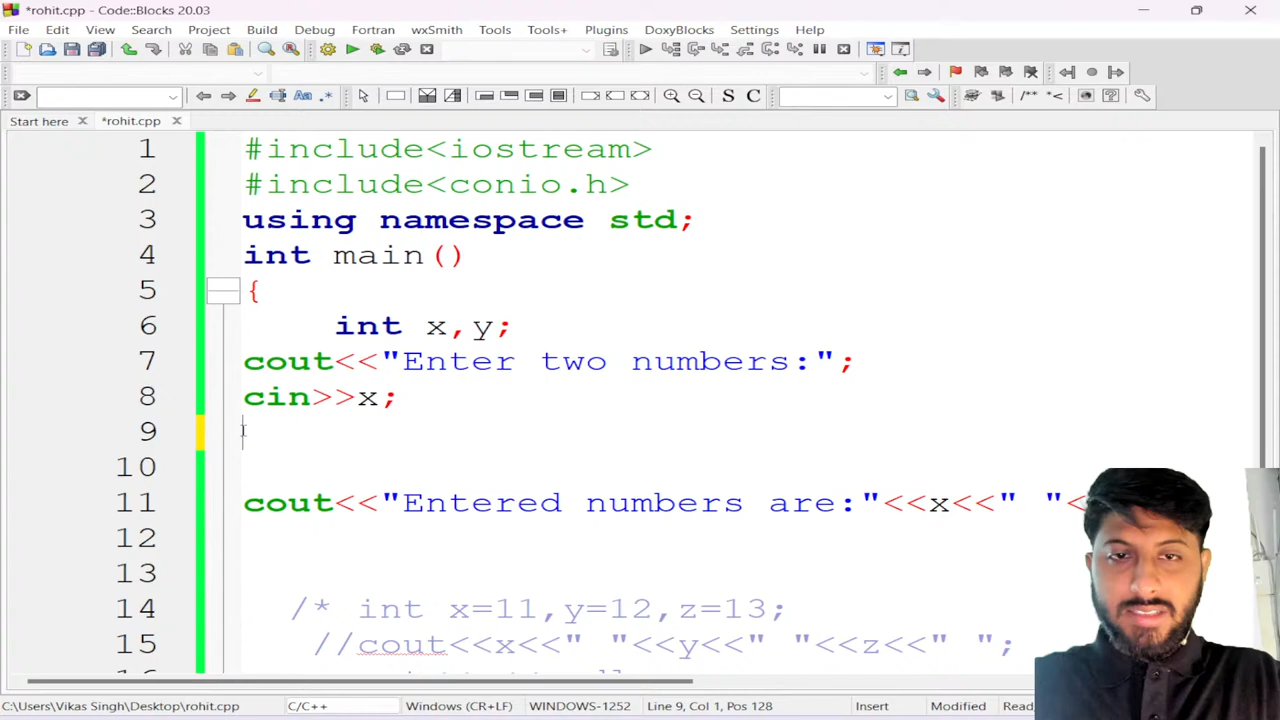 *rohit.cpp - Code::Blocks 20.03
File Edit View Search Project Build Debug Fortran wxSmith Tools Tools+ Plugins DoxyBlocks Settings Help
S C
/** *<
Start here *rohit.cpp
1 #include<iostream>
2 #include<conio.h>
3 using namespace std;
4 int main()
5 {
6 int x,y;
7 cout<<"Enter two numbers:";
8 cin>>x;
9
10
11 cout<<"Entered numbers are:"<<x<<" "<
12
13
14 /* int x=11,y=12,z=13;
15 //cout<<x<<" "<<y<<" "<<z<<" ";
C:\Users\Vikas Singh\Desktop\rohit.cpp C/C++ Windows (CR+LF) WINDOWS-1252 Line 9, Col 1, Pos 128 Insert Modified